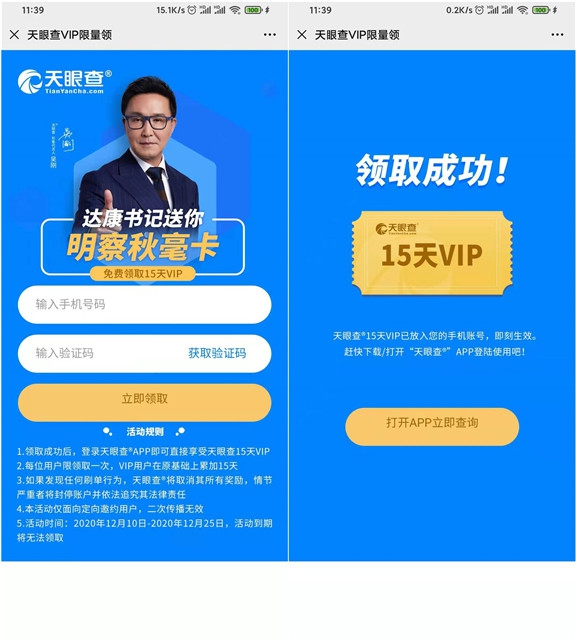 11:39
15.1K/s
100
天眼查VIP限量领
天眼查®
TianYanCha.com
吴刚
达康书记送你
明察秋毫卡
免费领取15天VIP
输入手机号码
输入验证码
获取验证码
立即领取
活动规则
1.领取成功后，登录天眼查®APP即可直接享受天眼查15天VIP
2.每位用户限领取一次，VIP用户在原基础上累加15天
3.如果发现任何刷单行为，天眼查®将取消其所有奖励，情节
严重者将封停账户并依法追究其法律责任
4.本活动仅面向定向邀约用户，二次传播无效
5.活动时间：2020年12月10日-2020年12月25日，活动到期
将无法领取
11:39
0.2K/s
100
天眼查VIP限量领
领取成功！
天眼查®
TianYanCha.com
15天VIP
天眼查®15天VIP已放入您的手机账号，即刻生效。
赶快下载/打开“天眼查®”APP登陆使用吧！
打开APP立即查询